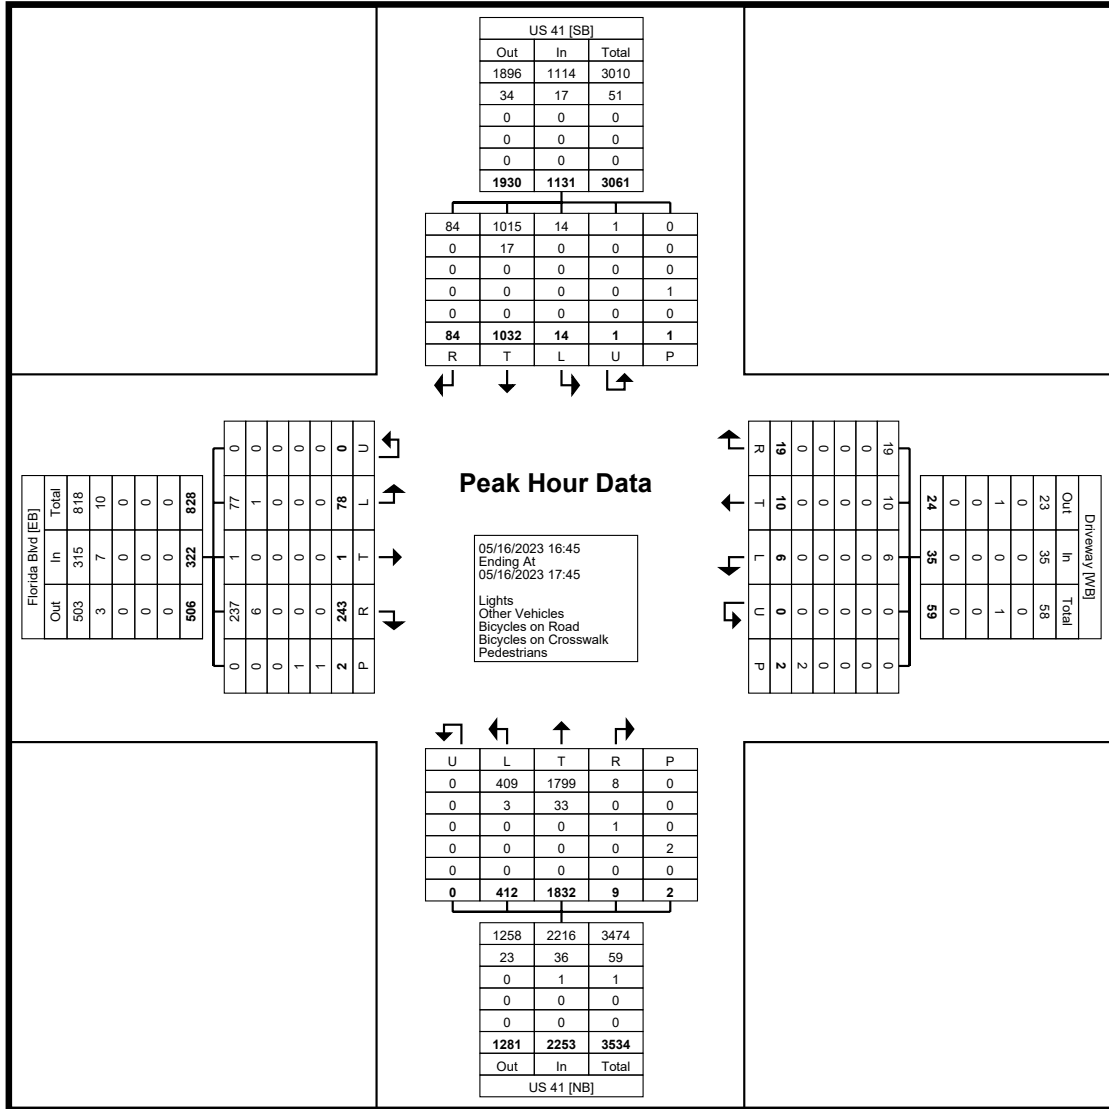 US 41 [SB]
Out In Total
1896 1114 3010
34 17 51
0 0 0
0 0 0
0 0 0
1930 1131 3061
84 1015 14 1 0
0 17 0 0 0
0 0 0 0 0
0 0 0 0 1
0 0 0 0 0
84 1032 14 1 1
R T L U P
Florida Blvd [EB]
Total In Out
818 315 503
10 7 3
0 0 0
0 0 0
0 0 0
828 322 506
0 77 1 237 0
0 1 0 6 0
0 0 0 0 0
0 0 0 0 1
0 0 0 0 1
0 78 1 243 2
U L T R P
Peak Hour Data
05/16/2023 16:45
Ending At
05/16/2023 17:45
Lights
Other Vehicles
Bicycles on Road
Bicycles on Crosswalk
Pedestrians
R T L U P
19 10 6 0 2
0 0 0 0 2
0 0 0 0 0
0 0 0 0 0
0 0 0 0 0
19 10 6 0 0
24 35 59
0 0 0
0 0 0
1 0 1
0 0 0
23 35 58
Out In Total
Driveway [WB]
U L T R P
0 409 1799 8 0
0 3 33 0 0
0 0 0 1 0
0 0 0 0 2
0 0 0 0 0
0 412 1832 9 2
1258 2216 3474
23 36 59
0 1 1
0 0 0
0 0 0
1281 2253 3534
Out In Total
US 41 [NB]